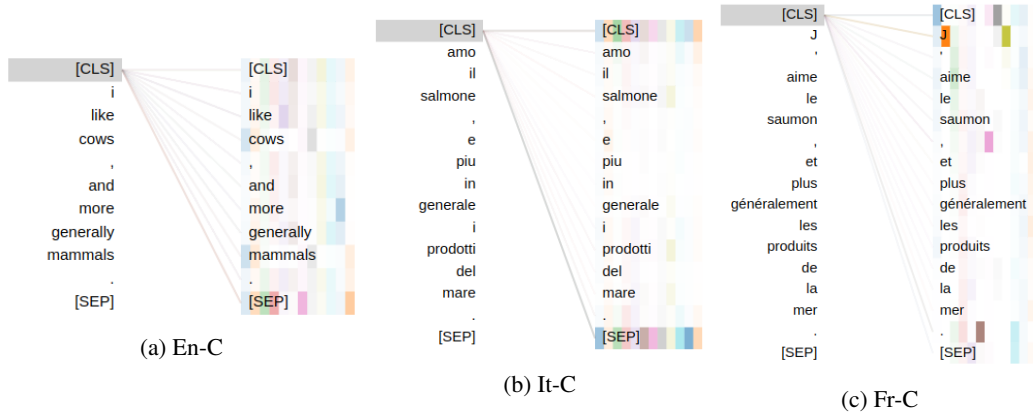 [CLS] [CLS]
i i
like like
cows cows
, ,
and and
more more
generally generally
mammals mammals
. .
[SEP] [SEP]
(a) En-C
[CLS] [CLS]
amo amo
il il
salmone salmone
, ,
e e
piu piu
in in
generale generale
i i
prodotti prodotti
del del
mare mare
. .
[SEP] [SEP]
(b) It-C
[CLS] [CLS]
J J
' '
aime aime
le le
saumon saumon
, ,
et et
plus plus
généralement généralement
les les
produits produits
de de
la la
mer mer
. .
[SEP] [SEP]
(c) Fr-C